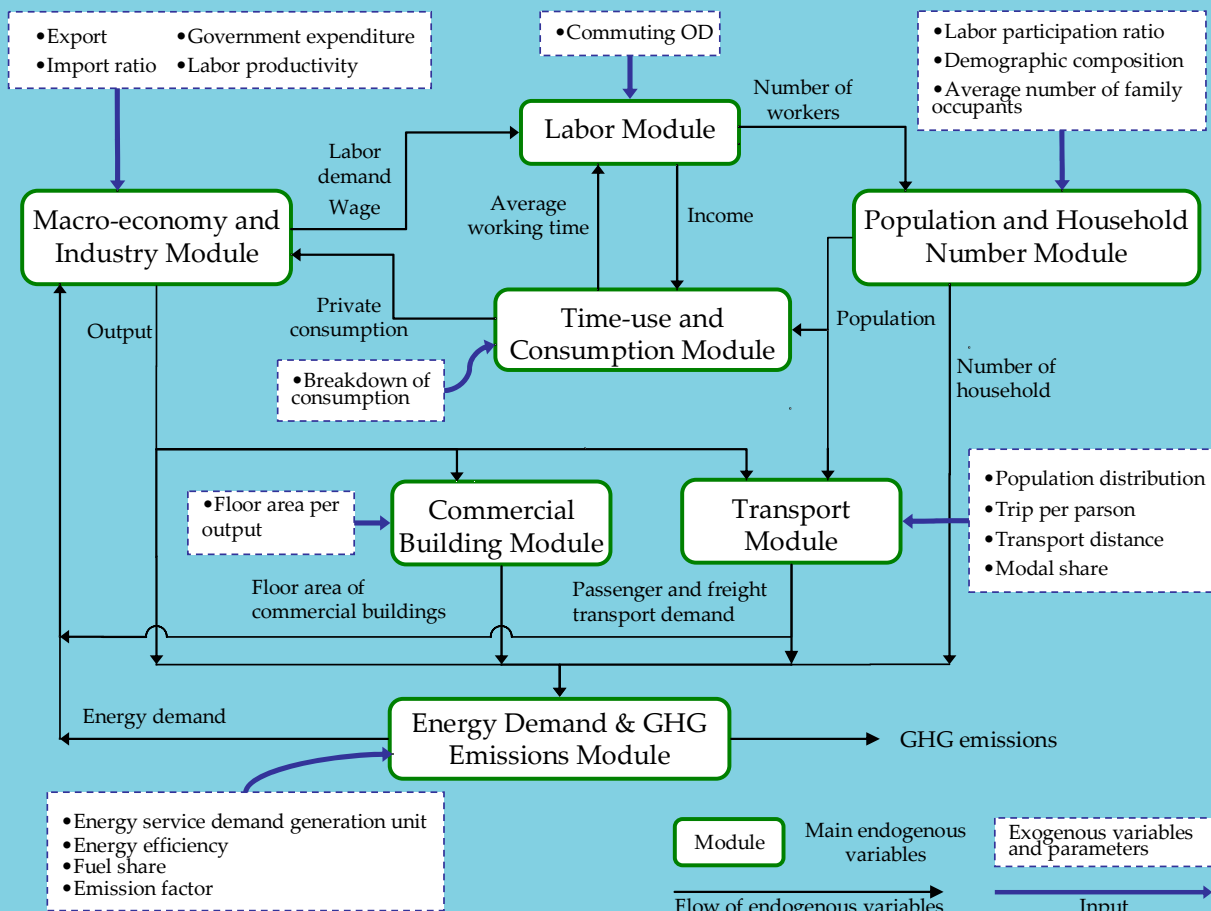 •Export •Government expenditure
•Import ratio •Labor productivity
•Commuting OD
•Labor participation ratio
•Demographic composition
•Average number of family
occupants
Labor Module
Number of
workers
Labor
demand
Wage
Average
working time
Income
Macro-economy and
Industry Module
Population and Household
Number Module
Output
Private
consumption
Time-use and
Consumption Module
Population
Number of
household
•Breakdown of
consumption
•Floor area per
output
Commercial
Building Module
Transport
Module
•Population distribution
•Trip per parson
•Transport distance
•Modal share
Floor area of
commercial buildings
Passenger and freight
transport demand
Energy demand
Energy Demand & GHG
Emissions Module
GHG emissions
•Energy service demand generation unit
•Energy efficiency
•Fuel share
•Emission factor
Module
Main endogenous
variables
Exogenous variables
and parameters
Flow of endogenous variables
Input